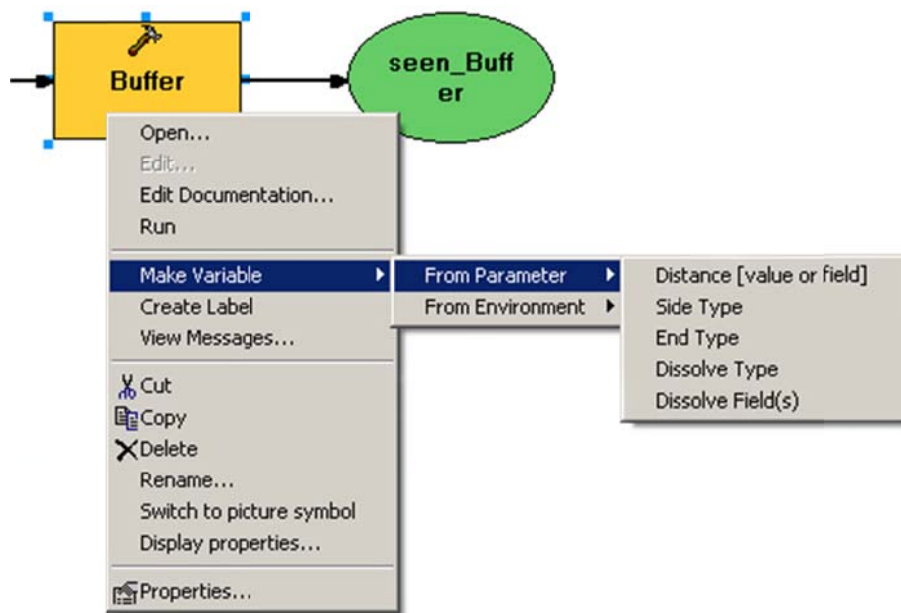 Buffer
seen_Buff
er
Open...
Edit...
Edit Documentation...
Run
Make Variable
From Parameter
Distance [value or field]
Create Label
From Environment
Side Type
View Messages...
End Type
Dissolve Type
Cut
Dissolve Field(s)
Copy
Delete
Rename...
Switch to picture symbol
Display properties...
Properties...